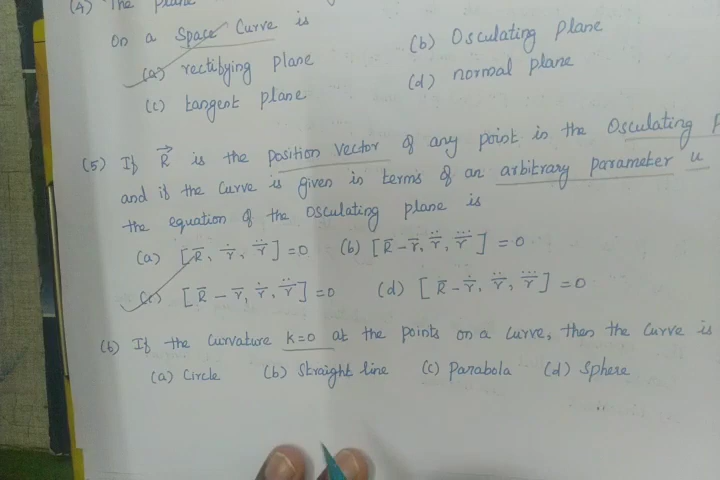 (4) The plane
on a Space Curve is
(a) rectifying plane (b) Osculating plane
(c) tangent plane (d) normal plane
(5) If R⃗ is the position vector of any point in the Osculating
and if the curve is given in terms of an arbitrary parameter u
the equation of the osculating plane is
(a) [R̅, ṙ̅, r̈̅] = 0 (b) [R̅ - r̅, r̈̅, r⃛̅] = 0
(c) [R̅ - r̅, ṙ̅, r̈̅] = 0 (d) [R̅ - ṙ̅, r̈̅, r⃛̅] = 0
(6) If the curvature k=0 at the points on a curve, then the curve is
(a) Circle (b) Straight line (c) Parabola (d) Sphere